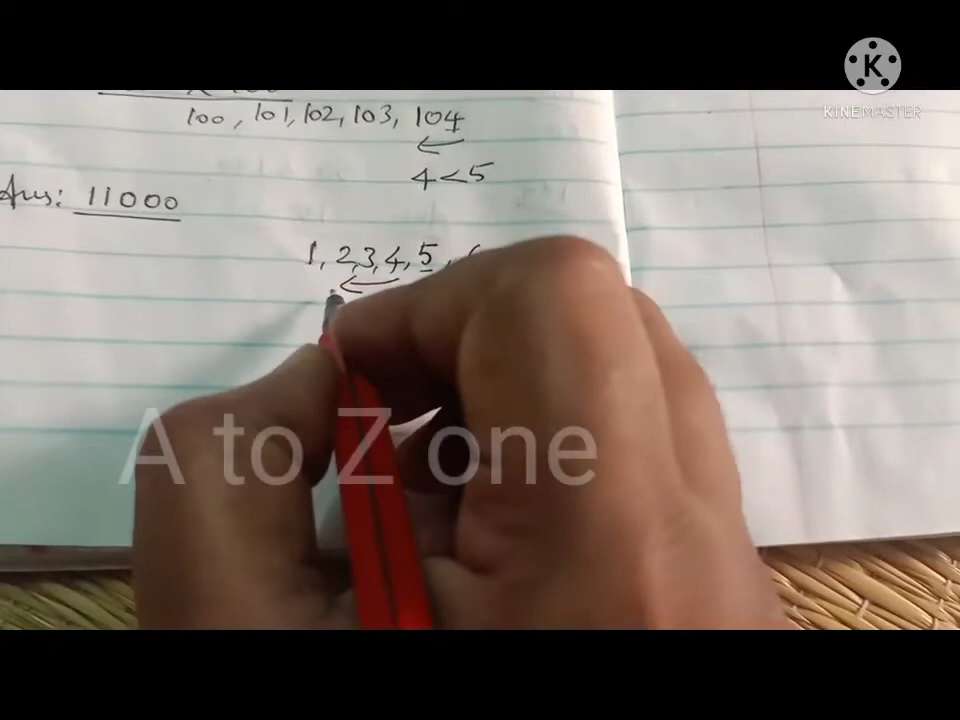 KINEMASTER
100, 101, 102, 103, 104
4<5
Ans: 11000
1, 2, 3, 4, 5,
A to Z one